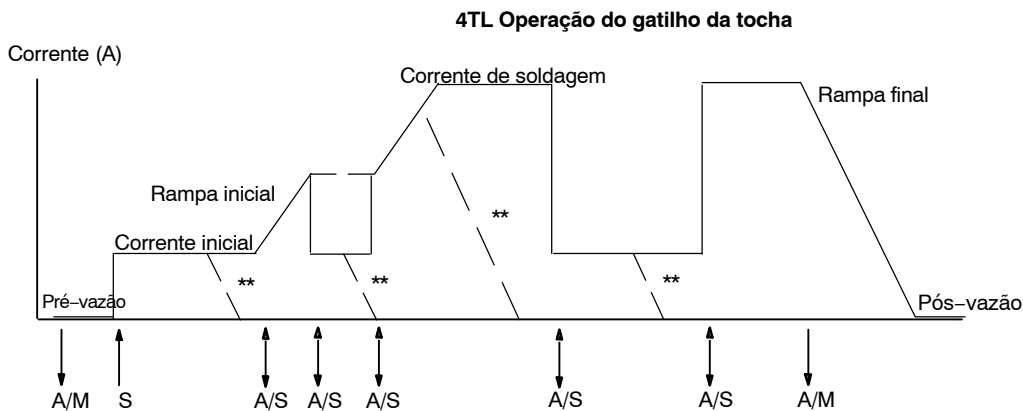 4TL Operação do gatilho da tocha
Corrente (A)
Corrente de soldagem
Rampa final
Rampa inicial
**
Corrente inicial
** ** **
Pré−vazão
Pós−vazão
A/M S A/S A/S A/S A/S A/S A/M